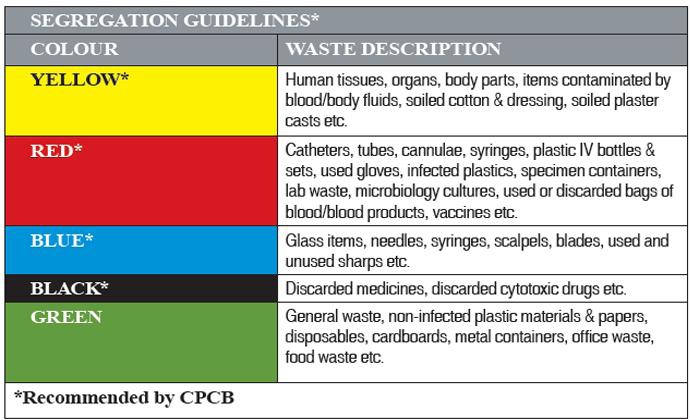 SEGREGATION GUIDELINES*
COLOUR WASTE DESCRIPTION
YELLOW* Human tissues, organs, body parts, items contaminated by
blood/body fluids, soiled cotton & dressing, soiled plaster
casts etc.
RED* Catheters, tubes, cannulae, syringes, plastic IV bottles &
sets, used gloves, infected plastics, specimen containers,
lab waste, microbiology cultures, used or discarded bags of
blood/blood products, vaccines etc.
BLUE* Glass items, needles, syringes, scalpels, blades, used and
unused sharps etc.
BLACK* Discarded medicines, discarded cytotoxic drugs etc.
GREEN General waste, non-infected plastic materials & papers,
disposables, cardboards, metal containers, office waste,
food waste etc.
*Recommended by CPCB